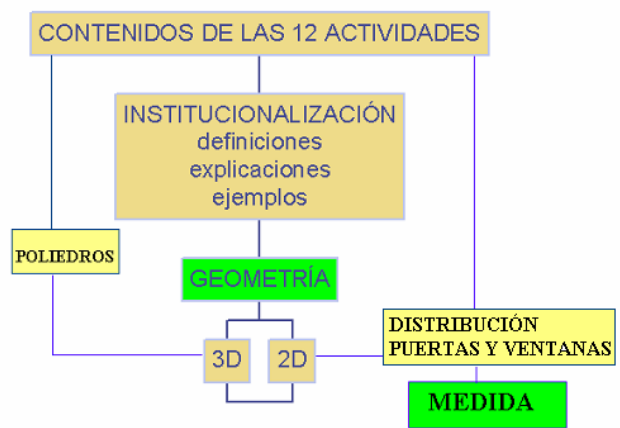 CONTENIDOS DE LAS 12 ACTIVIDADES
INSTITUCIONALIZACIÓN
definiciones
explicaciones
ejemplos
POLIEDROS
GEOMETRÍA
3D
2D
DISTRIBUCIÓN
PUERTAS Y VENTANAS
MEDIDA